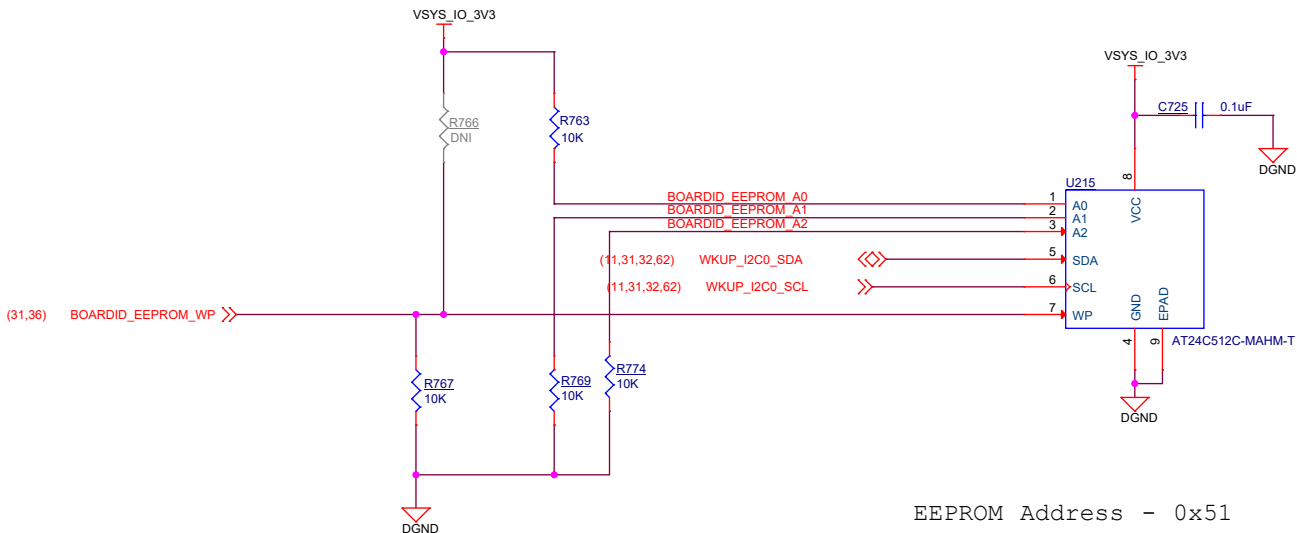 VSYS_IO_3V3
VSYS_IO_3V3
C725 0.1uF
R766
DNI
R763
10K
DGND
8
U215
BOARDID_EEPROM_A0 1 A0
BOARDID_EEPROM_A1 2 A1
BOARDID_EEPROM_A2 3 A2
VCC
(11,31,32,62) WKUP_I2C0_SDA 5 SDA
(11,31,32,62) WKUP_I2C0_SCL 6 SCL
(31,36) BOARDID_EEPROM_WP 7 WP
GND
EPAD
4
9
AT24C512C-MAHM-T
R767
10K
R769
10K
R774
10K
DGND
DGND
EEPROM Address - 0x51